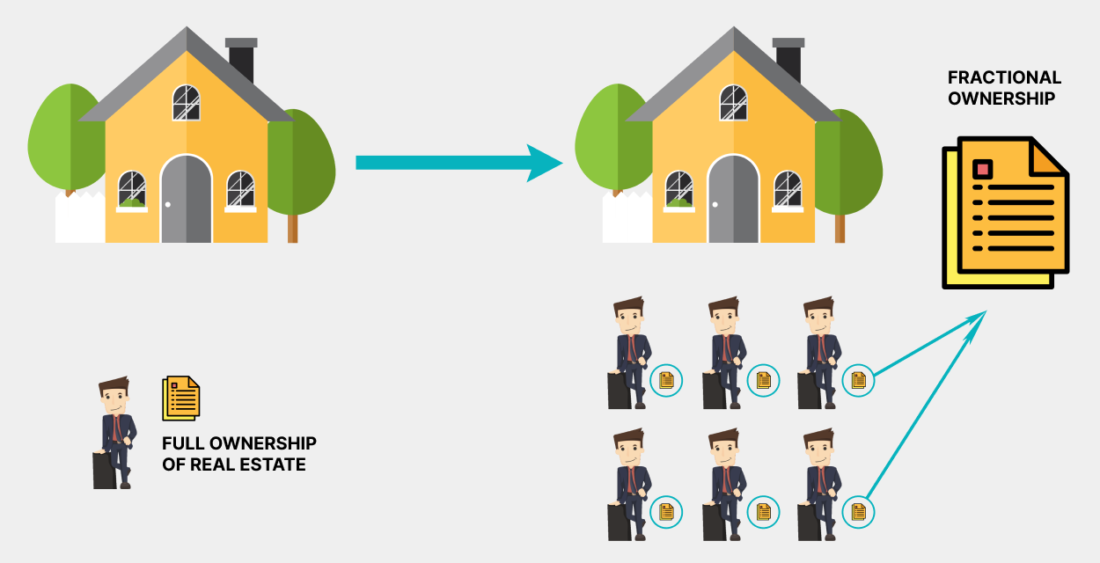 FRACTIONAL
OWNERSHIP
FULL OWNERSHIP
OF REAL ESTATE